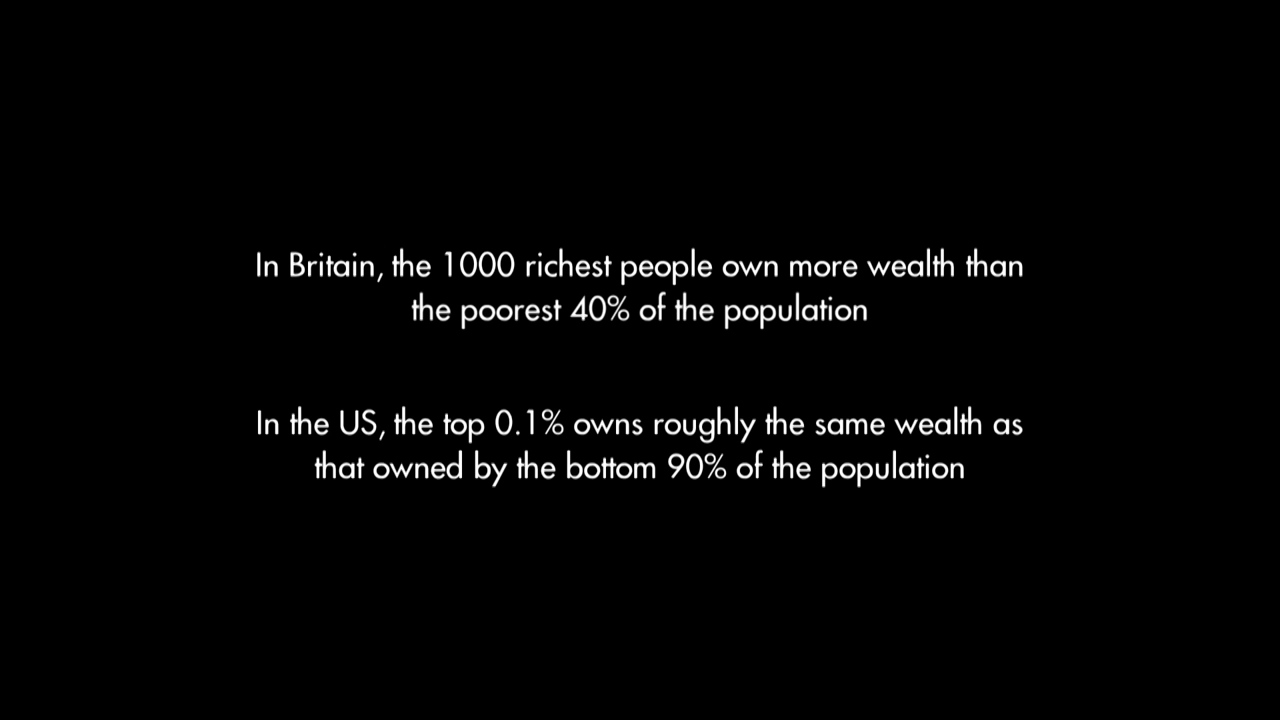 In Britain, the 1000 richest people own more wealth than
the poorest 40% of the population
In the US, the top 0.1% owns roughly the same wealth as
that owned by the bottom 90% of the population